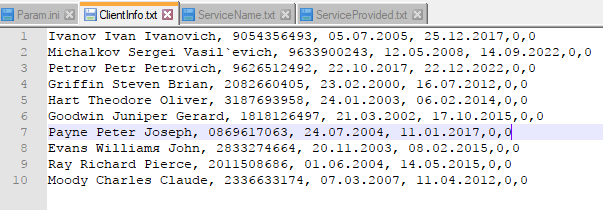 Param.ini ClientInfo.txt ServiceName.txt ServiceProvided.txt
1 Ivanov Ivan Ivanovich, 9054356493, 05.07.2005, 25.12.2017,0,0
2 Michalkov Sergei Vasil`evich, 9633900243, 12.05.2008, 14.09.2022,0,0
3 Petrov Petr Petrovich, 9626512492, 22.10.2017, 22.12.2022,0,0
4 Griffin Steven Brian, 2082660405, 23.02.2000, 16.07.2012,0,0
5 Hart Theodore Oliver, 3187693958, 24.01.2003, 06.02.2014,0,0
6 Goodwin Juniper Gerard, 1818126497, 21.03.2002, 17.10.2015,0,0
7 Payne Peter Joseph, 0869617063, 24.07.2004, 11.01.2017,0,0
8 Evans Williamя John, 2833274664, 20.11.2003, 08.02.2015,0,0
9 Ray Richard Pierce, 2011508686, 01.06.2004, 14.05.2015,0,0
10 Moody Charles Claude, 2336633174, 07.03.2007, 11.04.2012,0,0